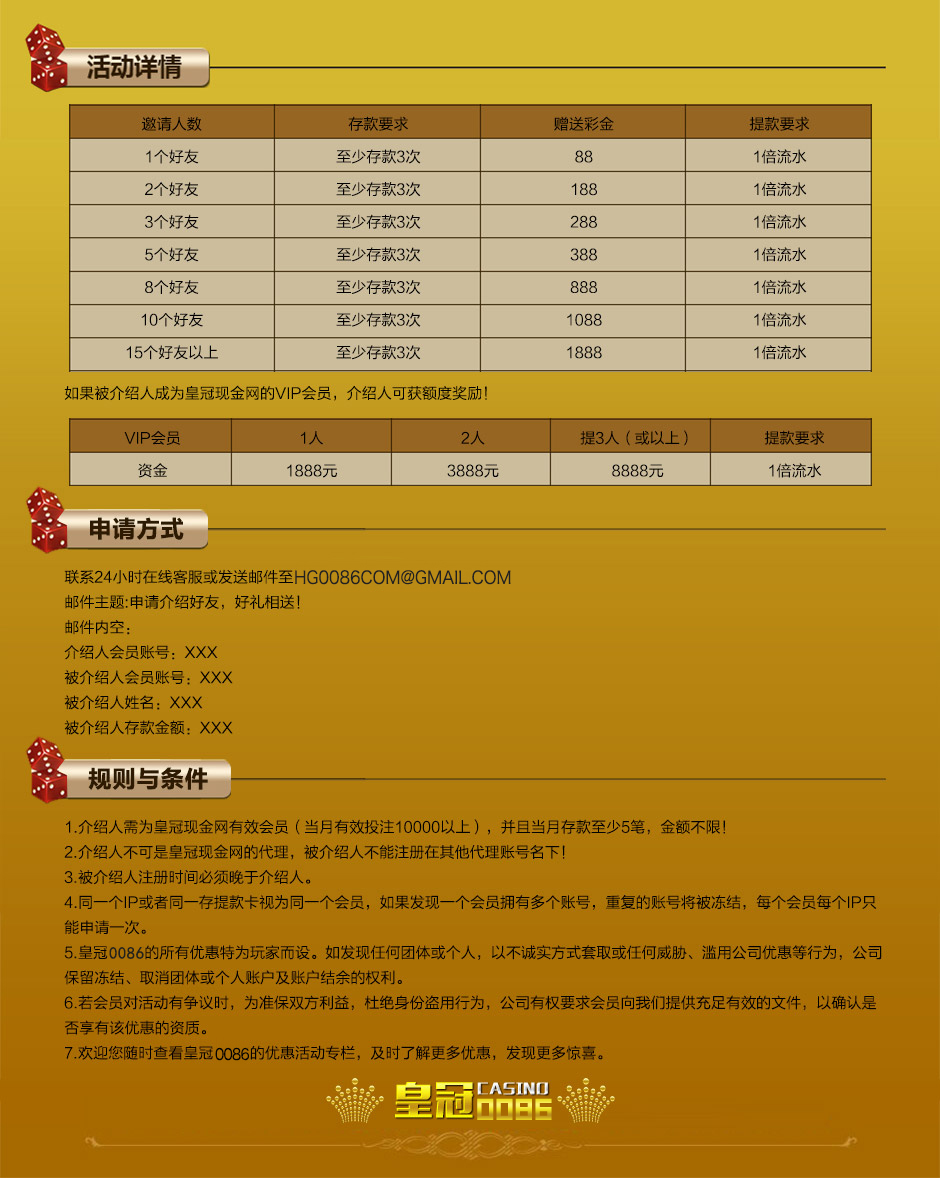 活动详情
邀请人数 存款要求 赠送彩金 提款要求
1个好友 至少存款3次 88 1倍流水
2个好友 至少存款3次 188 1倍流水
3个好友 至少存款3次 288 1倍流水
5个好友 至少存款3次 388 1倍流水
8个好友 至少存款3次 888 1倍流水
10个好友 至少存款3次 1088 1倍流水
15个好友以上 至少存款3次 1888 1倍流水
如果被介绍人成为皇冠现金网的VIP会员，介绍人可获额度奖励！
VIP会员 1人 2人 提3人（或以上） 提款要求
资金 1888元 3888元 8888元 1倍流水
申请方式
联系24小时在线客服或发送邮件至HG0086COM@GMAIL.COM
邮件主题:申请介绍好友，好礼相送！
邮件内空：
介绍人会员账号：XXX
被介绍人会员账号：XXX
被介绍人姓名：XXX
被介绍人存款金额：XXX
规则与条件
1.介绍人需为皇冠现金网有效会员（当月有效投注10000以上），并且当月存款至少5笔，金额不限！
2.介绍人不可是皇冠现金网的代理，被介绍人不能注册在其他代理账号名下！
3.被介绍人注册时间必须晚于介绍人。
4.同一个IP或者同一存提款卡视为同一个会员，如果发现一个会员拥有多个账号，重复的账号将被冻结，每个会员每个IP只
能申请一次。
5.皇冠0086的所有优惠特为玩家而设。如发现任何团体或个人，以不诚实方式套取或任何威胁、滥用公司优惠等行为，公司
保留冻结、取消团体或个人账户及账户结余的权利。
6.若会员对活动有争议时，为准保双方利益，杜绝身份盗用行为，公司有权要求会员向我们提供充足有效的文件，以确认是
否享有该优惠的资质。
7.欢迎您随时查看皇冠0086的优惠活动专栏，及时了解更多优惠，发现更多惊喜。
皇冠 CASINO
0086